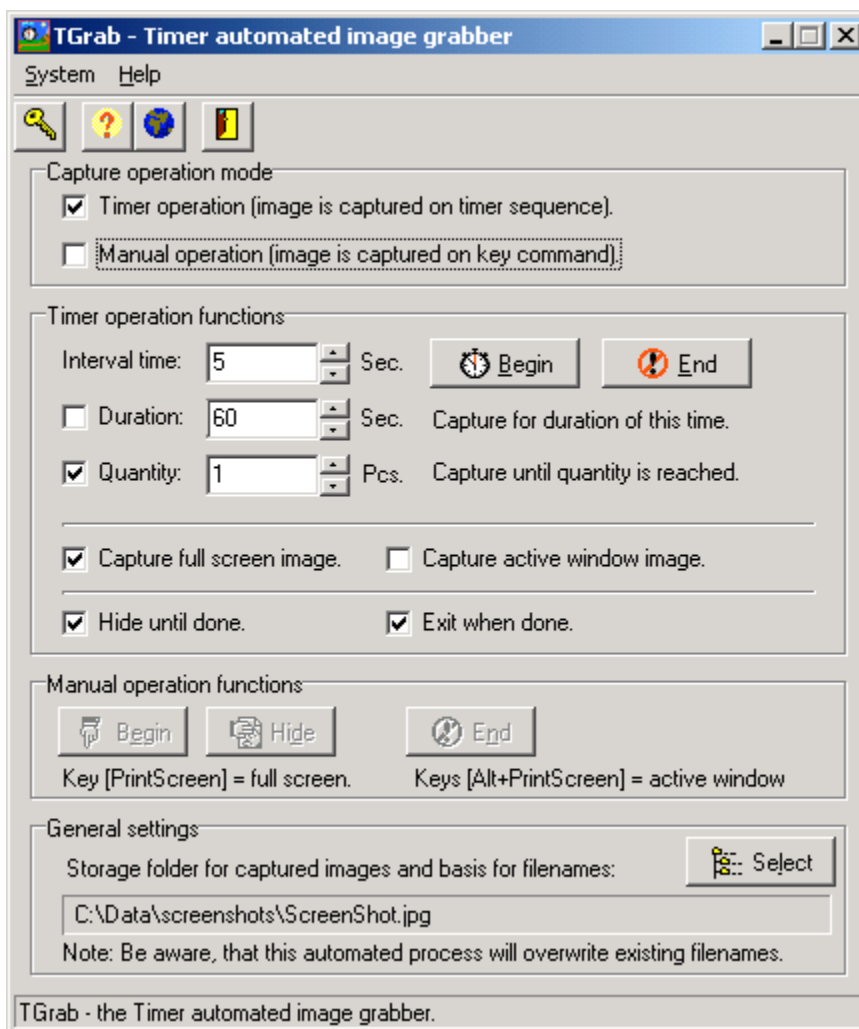 TGrab - Timer automated image grabber
System Help
Capture operation mode
Timer operation (image is captured on timer sequence).
Manual operation (image is captured on key command).
Timer operation functions
Interval time: 5 Sec. Begin End
Duration: 60 Sec. Capture for duration of this time.
Quantity: 1 Pcs. Capture until quantity is reached.
Capture full screen image. Capture active window image.
Hide until done. Exit when done.
Manual operation functions
Begin Hide End
Key [PrintScreen] = full screen. Keys [Alt+PrintScreen] = active window
General settings
Storage folder for captured images and basis for filenames: Select
C:\Data\screenshots\ScreenShot.jpg
Note: Be aware, that this automated process will overwrite existing filenames.
TGrab - the Timer automated image grabber.